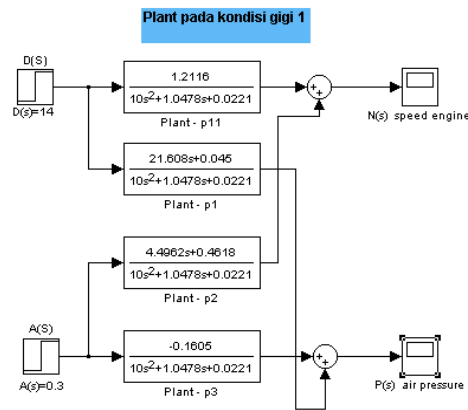 Plant pada kondisi gigi 1
D(S)
D(s)=14
1.2116
10s²+1.0478s+0.0221
Plant - p11
+
+
N(s) speed engine
21.608s+0.045
10s²+1.0478s+0.0221
Plant - p1
4.4962s+0.4618
10s²+1.0478s+0.0221
Plant - p2
A(S)
A(s)=0.3
-0.1605
10s²+1.0478s+0.0221
Plant - p3
+
+
P(s) air pressure